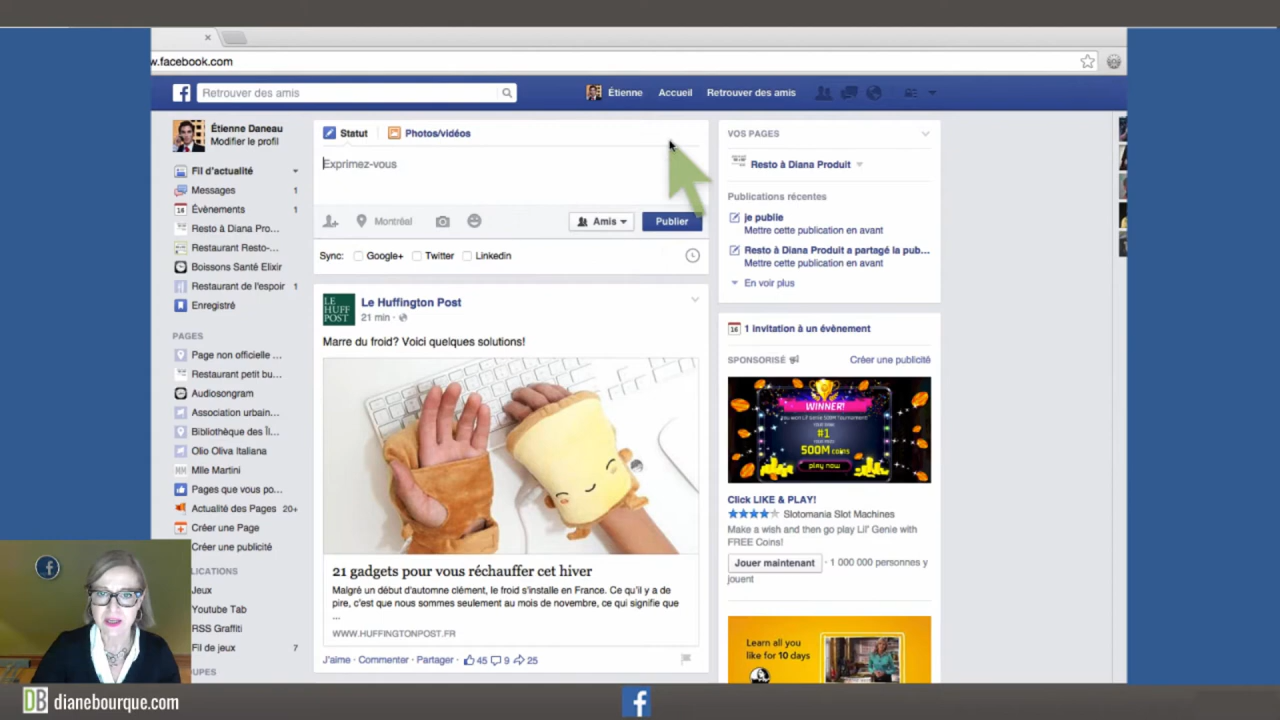 w.facebook.com
Retrouver des amis
Étienne
Accueil
Retrouver des amis
Étienne Daneau
Modifier le profil
Fil d'actualité
Messages 1
Évènements 1
Resto à Diana Pro...
Restaurant Resto-...
Boissons Santé Elixir
Restaurant de l'espoir 1
Enregistré
PAGES
Page non officielle ...
Restaurant petit bu...
Audiosongram
Association urbain...
Bibliothèque des Îl...
Olio Oliva Italiana
MM Mlle Martini
Pages que vous po...
Actualité des Pages 20+
Créer une Page
Créer une publicité
LICATIONS
Jeux
Youtube Tab
RSS Graffiti
Fil de jeux 7
UPES
Statut
Photos/vidéos
Exprimez-vous
Montréal
Amis
Publier
Sync: Google+ Twitter Linkedin
LE HUFF POST
Le Huffington Post
21 min
Marre du froid? Voici quelques solutions!
21 gadgets pour vous réchauffer cet hiver
Malgré un début d'automne clément, le froid s'installe en France. Ce qu'il y a de
pire, c'est que nous sommes seulement au mois de novembre, ce qui signifie que
...
WWW.HUFFINGTONPOST.FR
J'aime · Commenter · Partager · 45 9 25
VOS PAGES
Resto à Diana Produit
Publications récentes
je publie
Mettre cette publication en avant
Resto à Diana Produit a partagé la pub...
Mettre cette publication en avant
En voir plus
1 invitation à un évènement
SPONSORISÉ
Créer une publicité
WINNER!
#1
500M coins
play now
Click LIKE & PLAY!
Slotomania Slot Machines
Make a wish and then go play Lil' Genie with
FREE Coins!
Jouer maintenant · 1 000 000 personnes y
jouent
Learn all you
like for 10 days
DB dianebourque.com